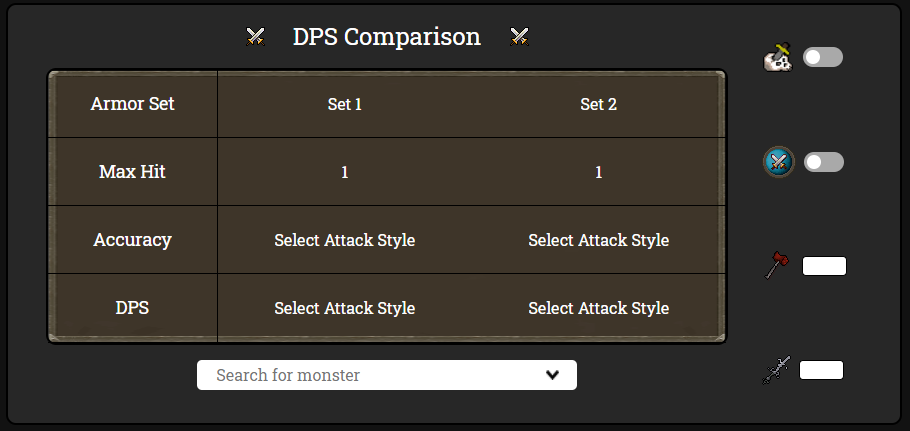 DPS Comparison
Armor Set Set 1 Set 2
Max Hit 1 1
Accuracy Select Attack Style Select Attack Style
DPS Select Attack Style Select Attack Style
Search for monster